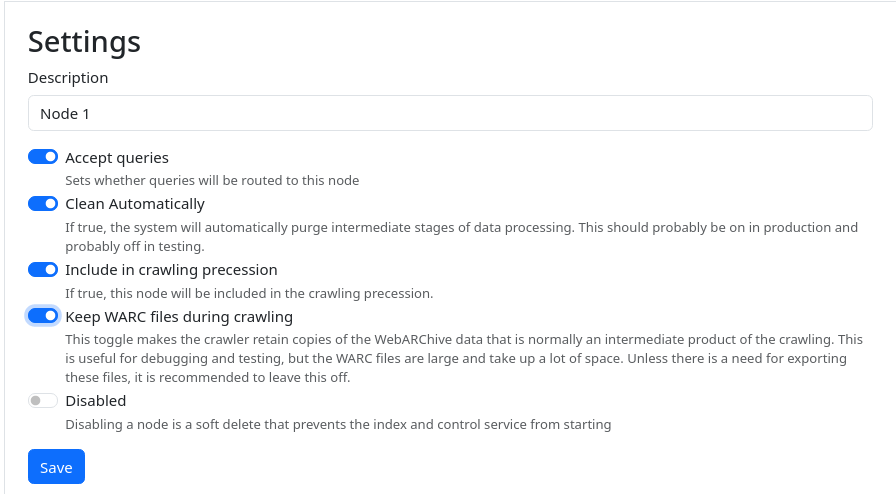 Settings
Description
Node 1
Accept queries
Sets whether queries will be routed to this node
Clean Automatically
If true, the system will automatically purge intermediate stages of data processing. This should probably be on in production and
probably off in testing.
Include in crawling precession
If true, this node will be included in the crawling precession.
Keep WARC files during crawling
This toggle makes the crawler retain copies of the WebARChive data that is normally an intermediate product of the crawling. This
is useful for debugging and testing, but the WARC files are large and take up a lot of space. Unless there is a need for exporting
these files, it is recommended to leave this off.
Disabled
Disabling a node is a soft delete that prevents the index and control service from starting
Save